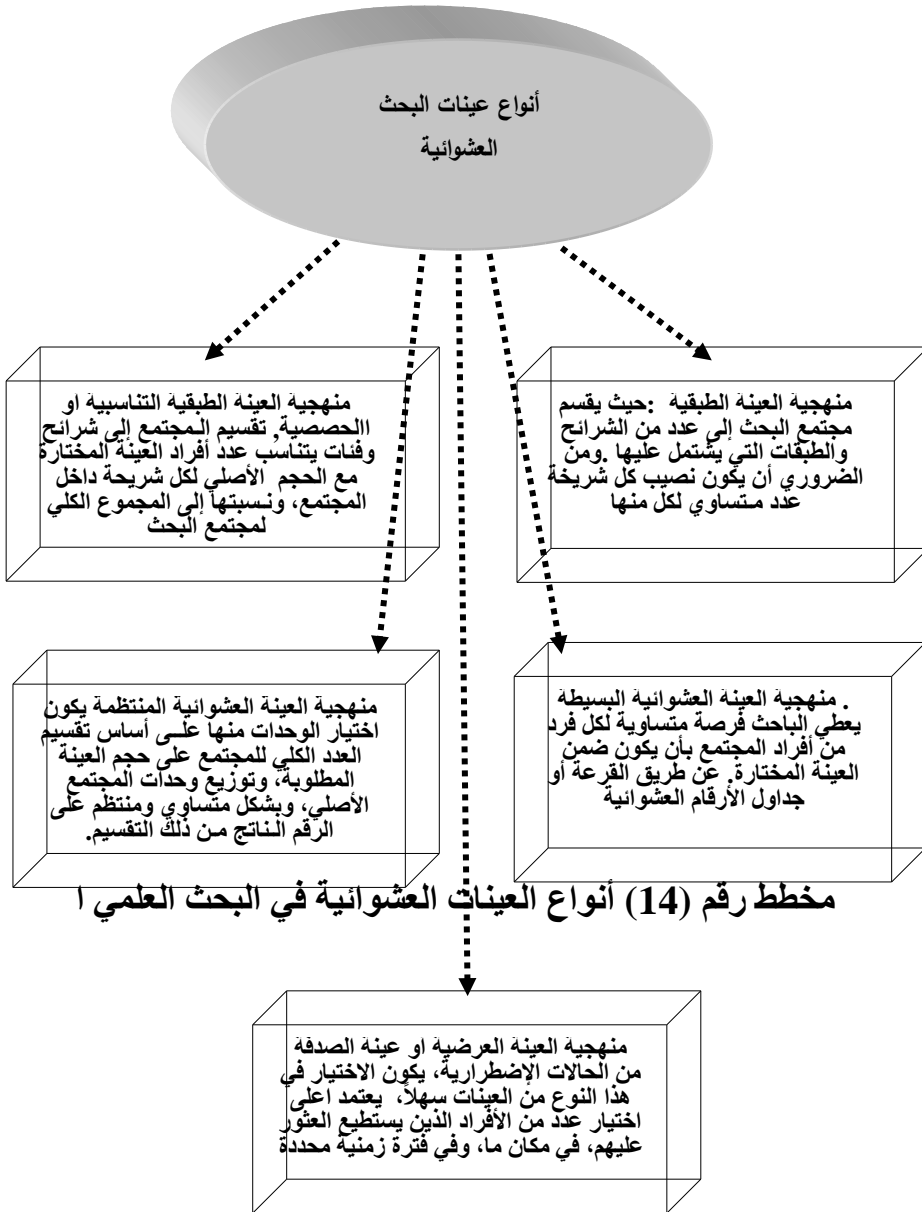 أنواع عينات البحث
العشوائية
منهجية العينة الطبقية :حيث يقسم
مجتمع البحث إلى عدد من الشرائح
والطبقات التي يشتمل عليها .ومن
الضروري أن يكون نصيب كل شريخة
عدد متساوي لكل منها
منهجية العينة الطبقية التناسبية او
االحصصية, تقسيم المجتمع إلى شرائح
وفئات يتناسب عدد أفراد العينة المختارة
مع الحجم الأصلي لكل شريحة داخل
المجتمع، ونسبتها إلى المجموع الكلي
لمجتمع البحث
. منهجية العينة العشوائية البسيطة
يعطي الباحث فرصة متساوية لكل فرد
من أفراد المجتمع بأن يكون ضمن
العينة المختارة. عن طريق القرعة أو
جداول الأرقام العشوائية
منهجية العينة العشوائية المنتظمة يكون
اختيار الوحدات منها علــى أساس تقسيم
العدد الكلي للمجتمع على حجم العينة
المطلوبة، وتوزيع وحدات المجتمع
الأصلي، وبشكل متساوي ومنتظم على
الرقم الـناتج مـن ذلك التقسيم.
مخطط رقم (14) أنواع العينات العشوائية في البحث العلمي ا
منهجية العينة العرضية او عينة الصدفة
من الحالات الإضطرارية، يكون الاختيار في
هذا النوع من العينات سهلاً، يعتمد اعلى
اختيار عدد من الأفراد الذين يستطيع العثور
عليهم، في مكان ما، وفي فترة زمنية محددة